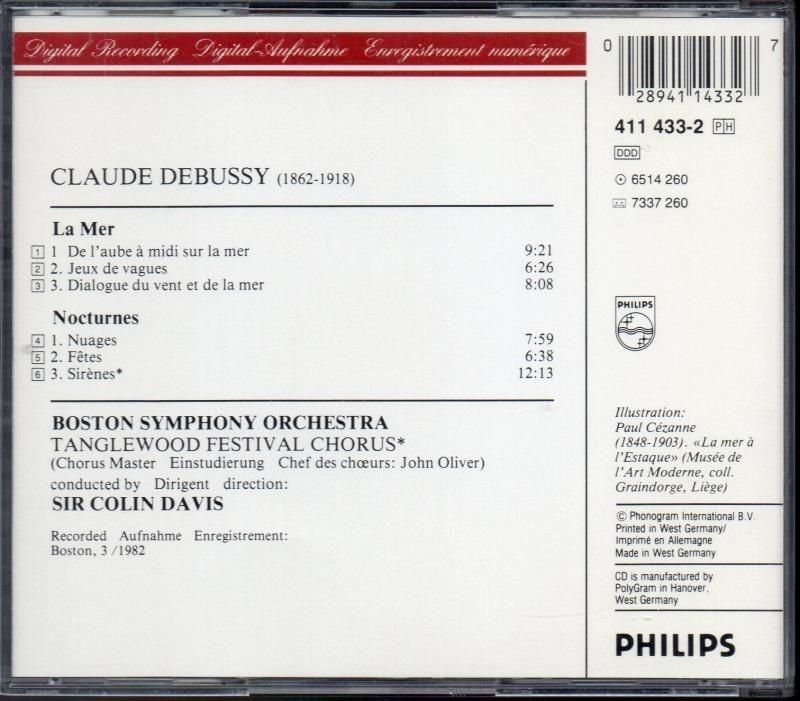 Digital Recording Digital-Aufnahme Enregistrement numérique
CLAUDE DEBUSSY (1862-1918)
La Mer
1 1 De l'aube à midi sur la mer 9:21
2 2. Jeux de vagues 6:26
3 3. Dialogue du vent et de la mer 8:08
Nocturnes
4 1. Nuages 7:59
5 2. Fêtes 6:38
6 3. Sirènes* 12:13
BOSTON SYMPHONY ORCHESTRA
TANGLEWOOD FESTIVAL CHORUS*
(Chorus Master Einstudierung Chef des chœurs: John Oliver)
conducted by Dirigent direction:
SIR COLIN DAVIS
Recorded Aufnahme Enregistrement:
Boston, 3 /1982
0 28941 14332 7
411 433-2 PH
DDD
6514 260
7337 260
PHILIPS
Illustration:
Paul Cézanne
(1848-1903). «La mer à
l'Estaque» (Musée de
l'Art Moderne, coll.
Graindorge, Liège)
© Phonogram International B.V.
Printed in West Germany/
Imprimé en Allemagne
Made in West Germany
CD is manufactured by
PolyGram in Hanover,
West Germany
PHILIPS